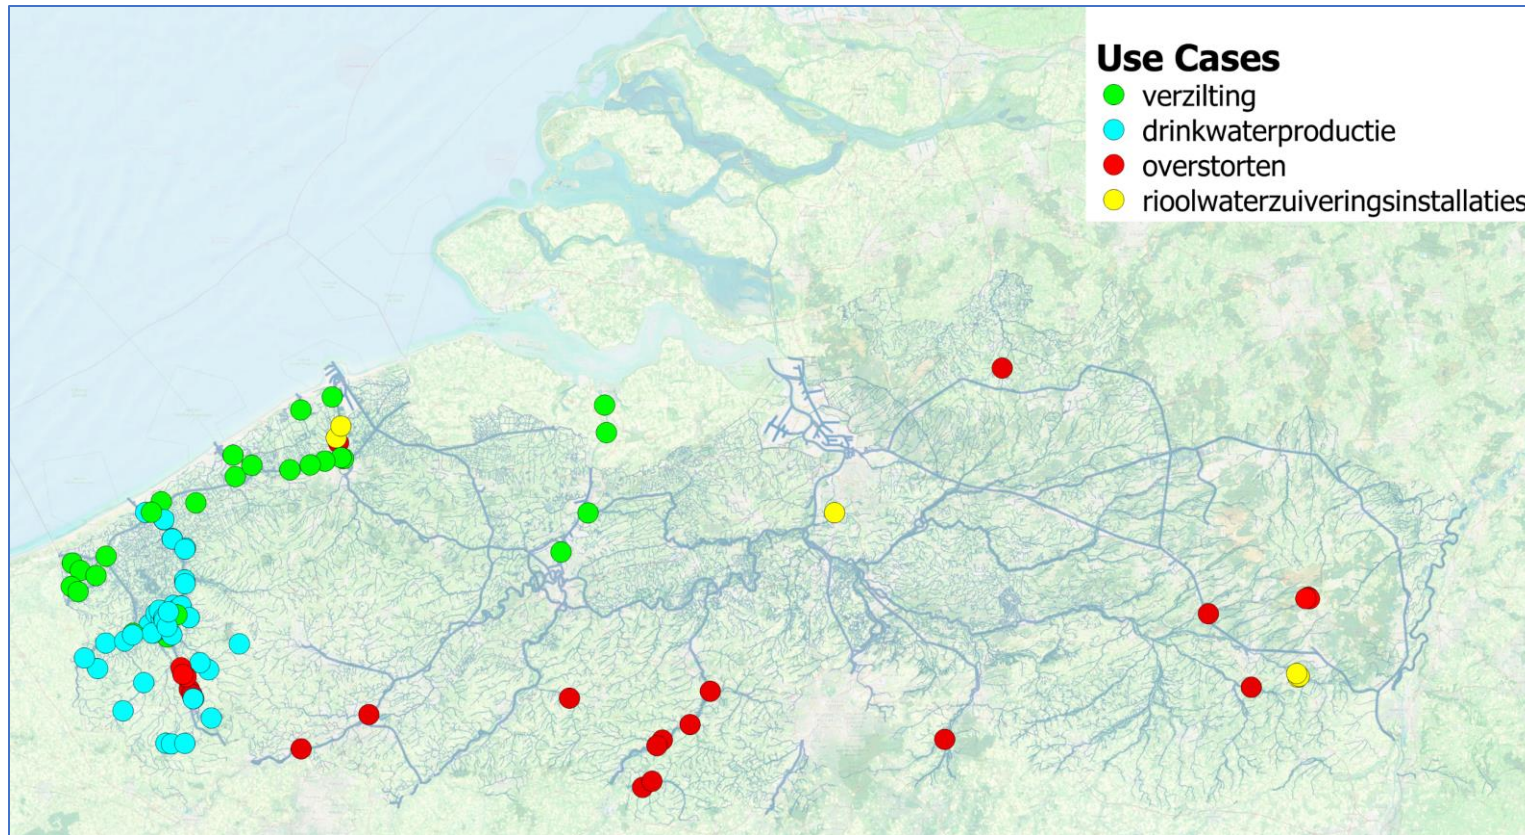 Use Cases
verzilting
drinkwaterproductie
overstorten
rioolwaterzuiveringsinstallaties